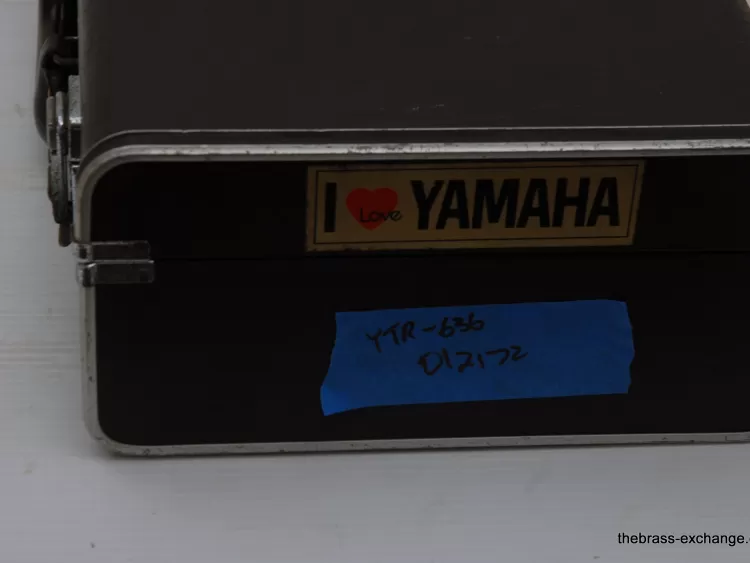 I Love YAMAHA
YTR-636
012172
thebrass-exchange.